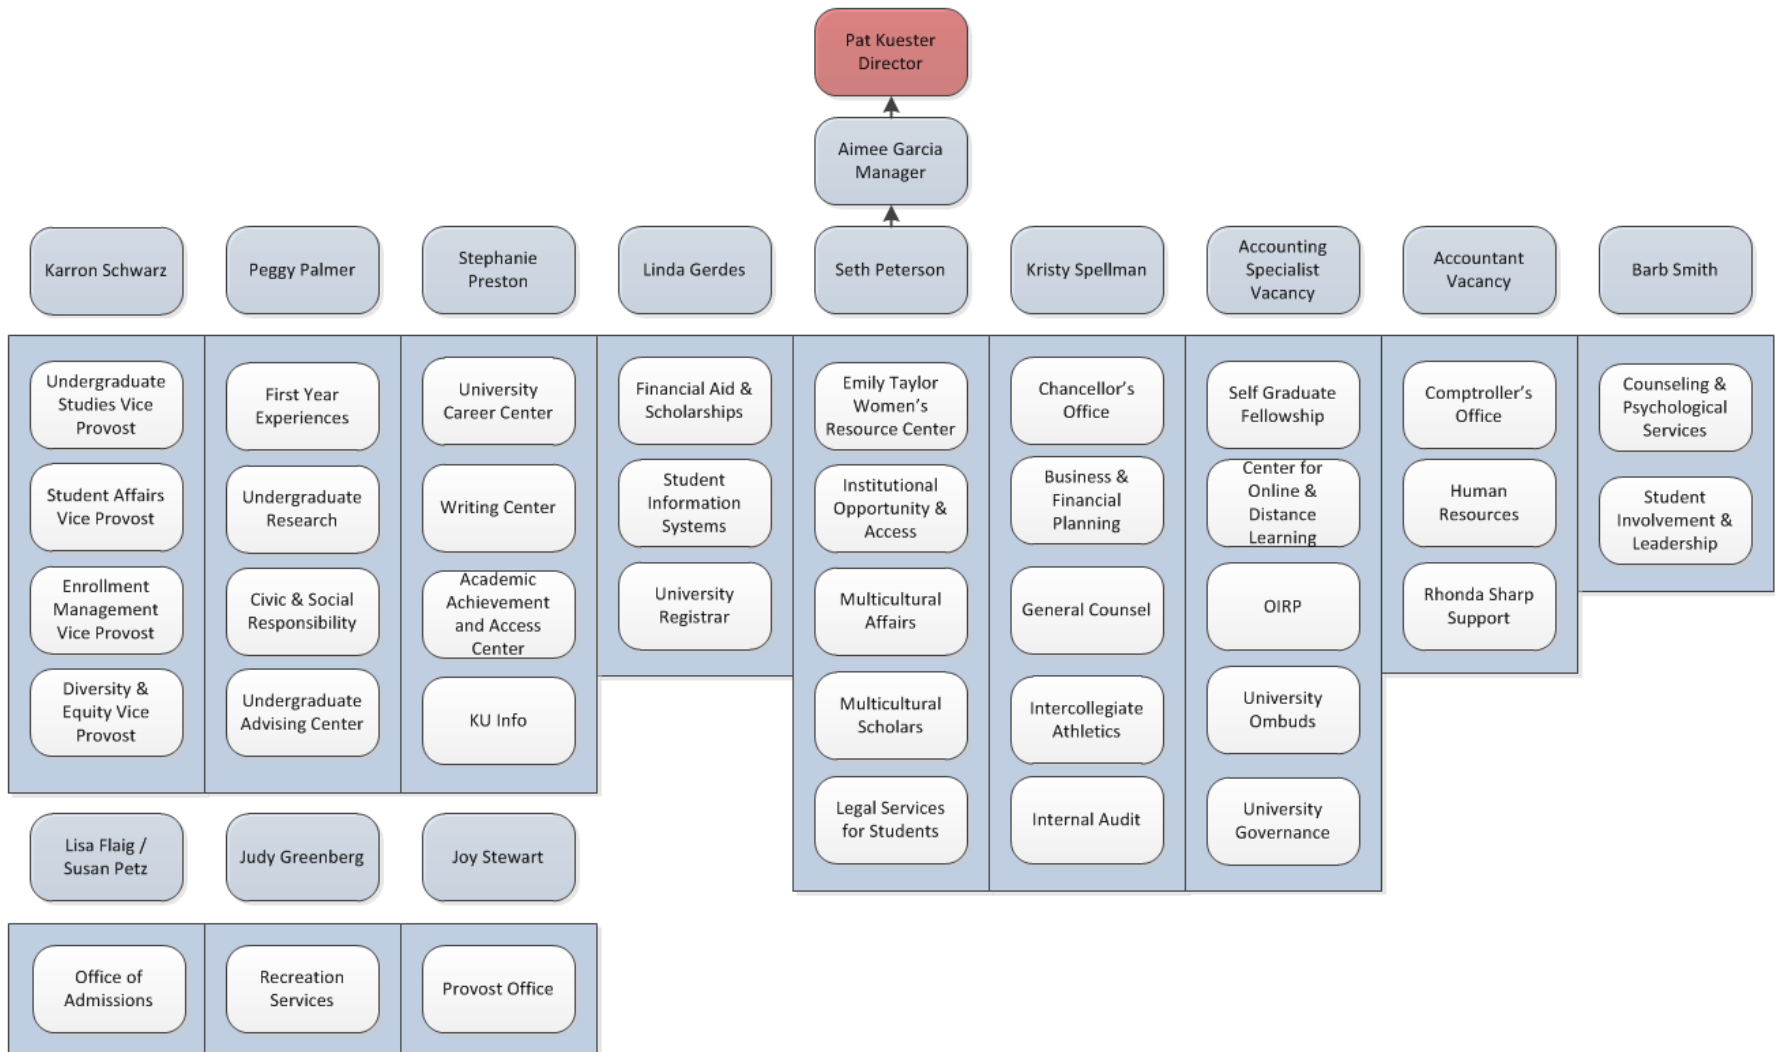 Pat Kuester
Director
Aimee Garcia
Manager
Karron Schwarz
Peggy Palmer
Stephanie
Preston
Linda Gerdes
Seth Peterson
Kristy Spellman
Accounting
Specialist
Vacancy
Accountant
Vacancy
Barb Smith
Undergraduate
Studies Vice
Provost
Student Affairs
Vice Provost
Enrollment
Management
Vice Provost
Diversity &
Equity Vice
Provost
First Year
Experiences
Undergraduate
Research
Civic & Social
Responsibility
Undergraduate
Advising Center
University
Career Center
Writing Center
Academic
Achievement
and Access
Center
KU Info
Financial Aid &
Scholarships
Student
Information
Systems
University
Registrar
Emily Taylor
Women's
Resource Center
Institutional
Opportunity &
Access
Multicultural
Affairs
Multicultural
Scholars
Legal Services
for Students
Chancellor's
Office
Business &
Financial
Planning
General Counsel
Intercollegiate
Athletics
Internal Audit
Self Graduate
Fellowship
Center for
Online &
Distance
Learning
OIRP
University
Ombuds
University
Governance
Comptroller's
Office
Human
Resources
Rhonda Sharp
Support
Counseling &
Psychological
Services
Student
Involvement &
Leadership
Lisa Flaig /
Susan Petz
Judy Greenberg
Joy Stewart
Office of
Admissions
Recreation
Services
Provost Office